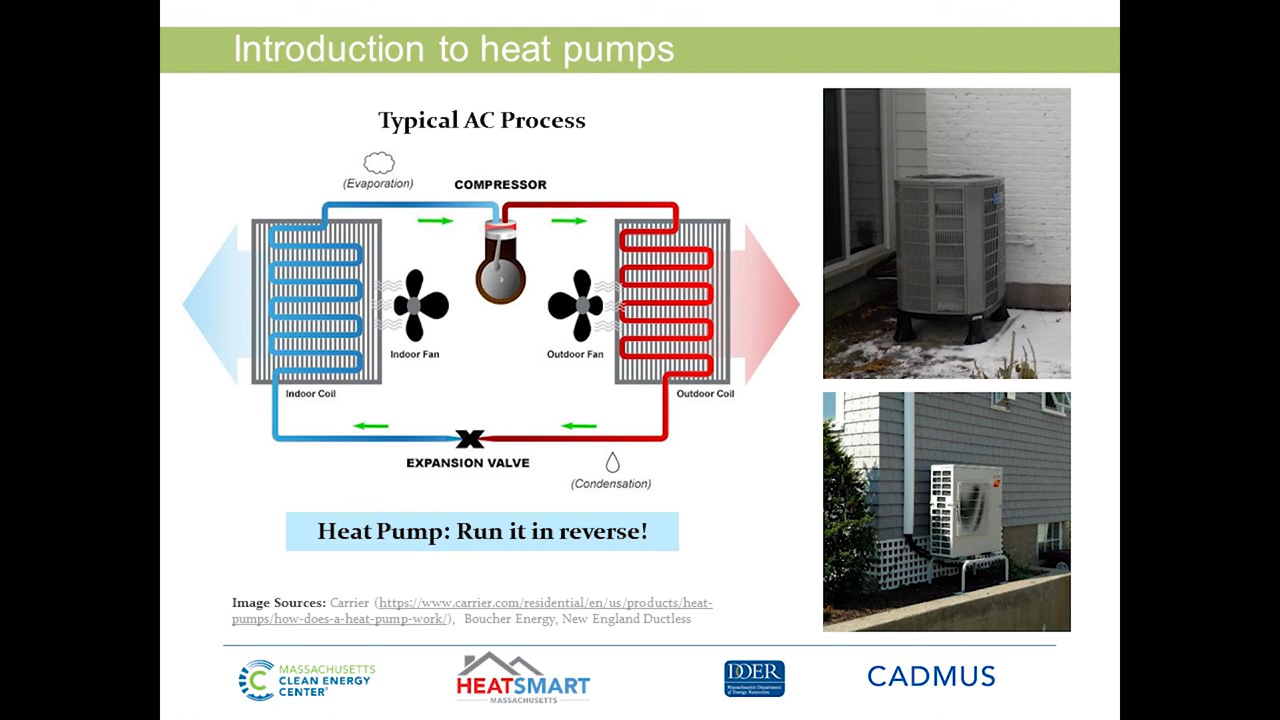 Introduction to heat pumps
Typical AC Process
(Evaporation)
COMPRESSOR
Indoor Fan
Outdoor Fan
Indoor Coil
Outdoor Coil
EXPANSION VALVE
(Condensation)
Heat Pump: Run it in reverse!
Image Sources: Carrier (https://www.carrier.com/residential/en/us/products/heat-
pumps/how-does-a-heat-pump-work/), Boucher Energy, New England Ductless
MASSACHUSETTS
CLEAN ENERGY
CENTER
HEATSMART
MASSACHUSETTS
DOER
Massachusetts Department
of Energy Resources
CADMUS